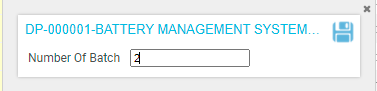 DP-000001-BATTERY MANAGEMENT SYSTEM...
Number Of Batch 2